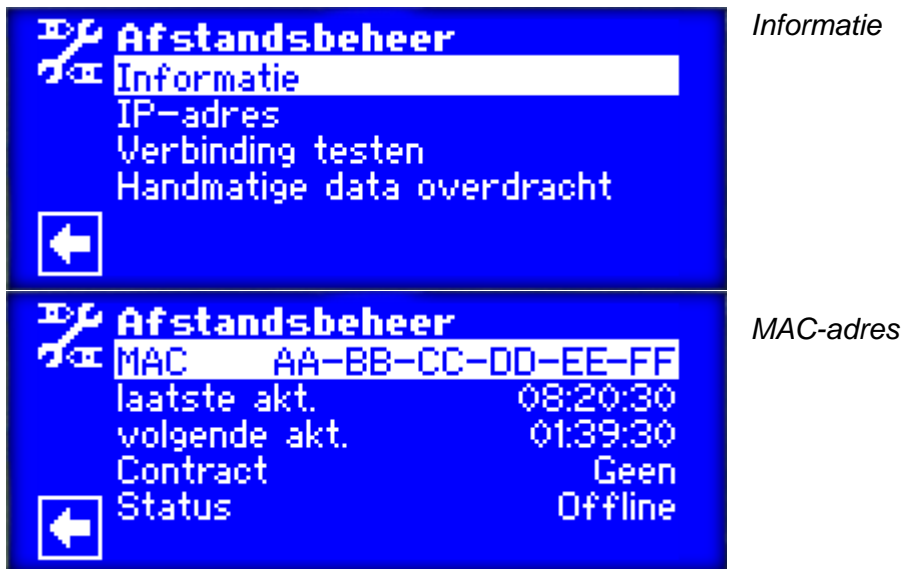 Afstandsbeheer
Informatie
Informatie
IP-adres
Verbinding testen
Handmatige data overdracht
Afstandsbeheer
MAC-adres
MAC AA-BB-CC-DD-EE-FF
laatste akt. 08:20:30
volgende akt. 01:39:30
Contract Geen
Status Offline